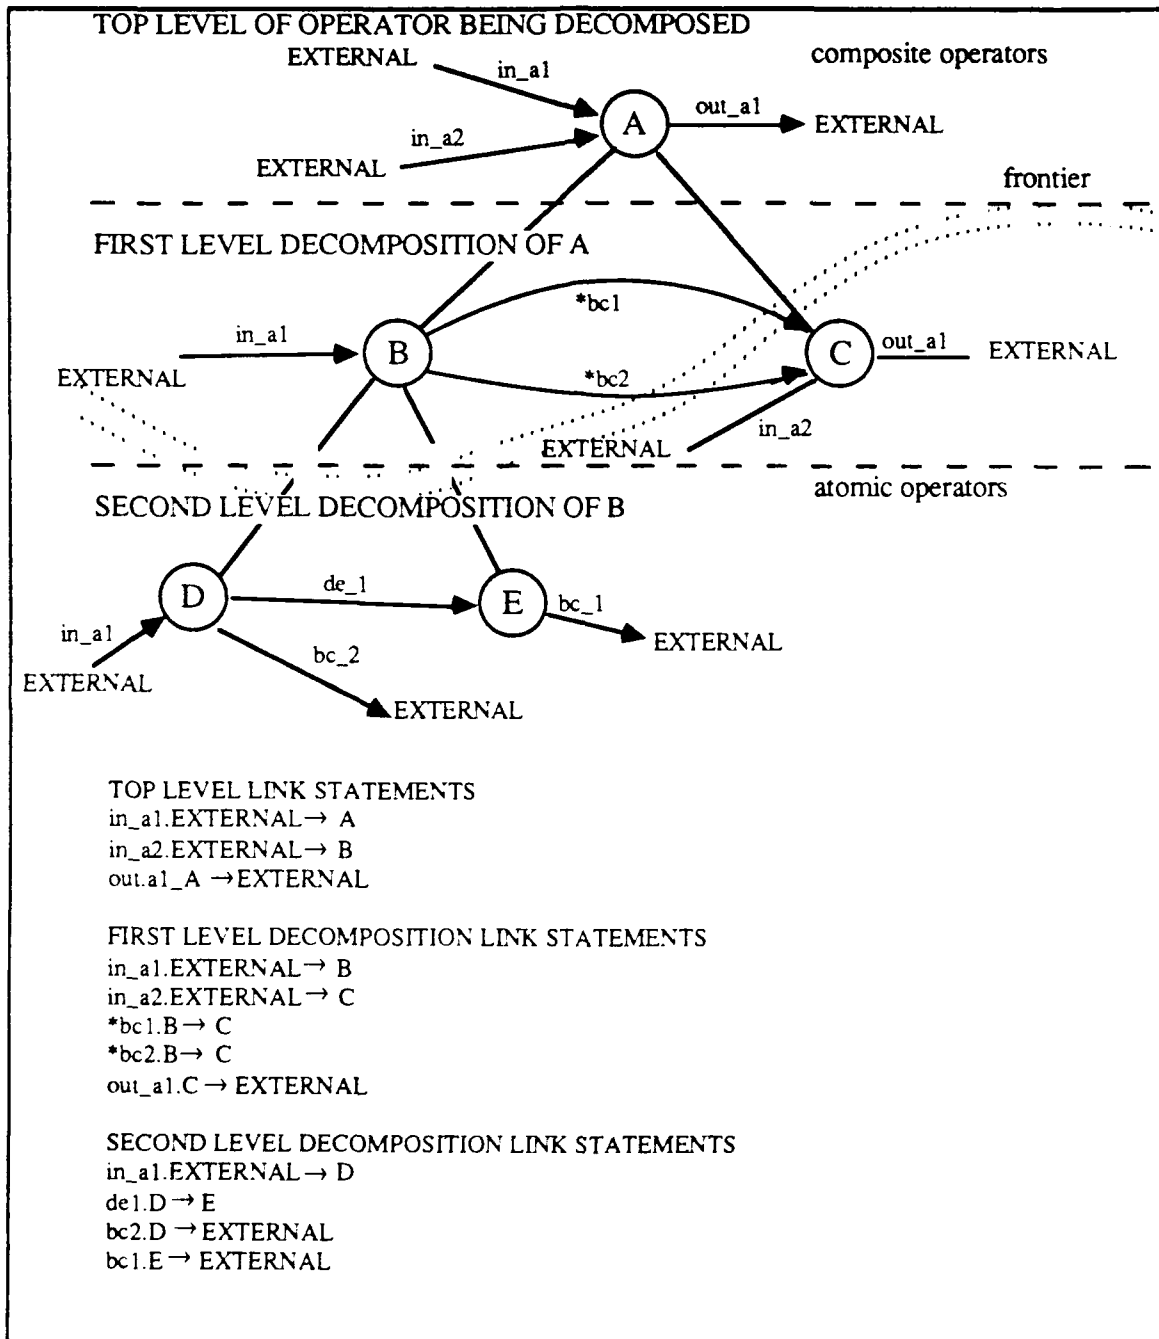 TOP LEVEL OF OPERATOR BEING DECOMPOSED
EXTERNAL
in_a1
composite operators
A
out_a1
EXTERNAL
in_a2
EXTERNAL
frontier
FIRST LEVEL DECOMPOSITION OF A
*bc1
in_a1
B
C
out_a1
EXTERNAL
EXTERNAL
*bc2
in_a2
EXTERNAL
atomic operators
SECOND LEVEL DECOMPOSITION OF B
D
de_1
E
bc_1
EXTERNAL
in_a1
EXTERNAL
bc_2
EXTERNAL
TOP LEVEL LINK STATEMENTS
in_a1.EXTERNAL→ A
in_a2.EXTERNAL→ B
out.a1_A →EXTERNAL
FIRST LEVEL DECOMPOSITION LINK STATEMENTS
in_a1.EXTERNAL→ B
in_a2.EXTERNAL→ C
*bc1.B→ C
*bc2.B→ C
out_a1.C → EXTERNAL
SECOND LEVEL DECOMPOSITION LINK STATEMENTS
in_a1.EXTERNAL→ D
de1.D → E
bc2.D → EXTERNAL
bc1.E → EXTERNAL